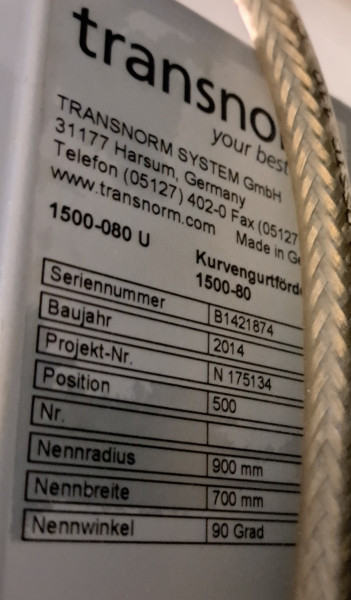 transno
your best
TRANSNORM SYSTEM GmbH
31177 Harsum, Germany
Telefon (05127) 402-0 Fax (05127
www.transnorm.com Made in Ge
1500-080 U
Kurvengurtförde
1500-80
Seriennummer B1421874
Baujahr 2014
Projekt-Nr. N 175134
Position 500
Nr.
Nennradius 900 mm
Nennbreite 700 mm
Nennwinkel 90 Grad